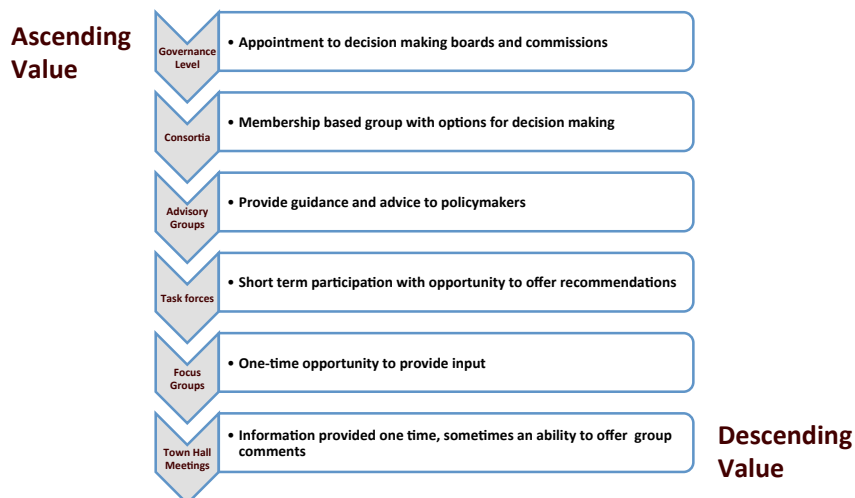 Ascending
Value
Governance
Level
• Appointment to decision making boards and commissions
Consortia
• Membership based group with options for decision making
Advisory
Groups
• Provide guidance and advice to policymakers
Task forces
• Short term participation with opportunity to offer recommendations
Focus
Groups
• One-time opportunity to provide input
Town Hall
Meetings
• Information provided one time, sometimes an ability to offer group
comments
Descending
Value